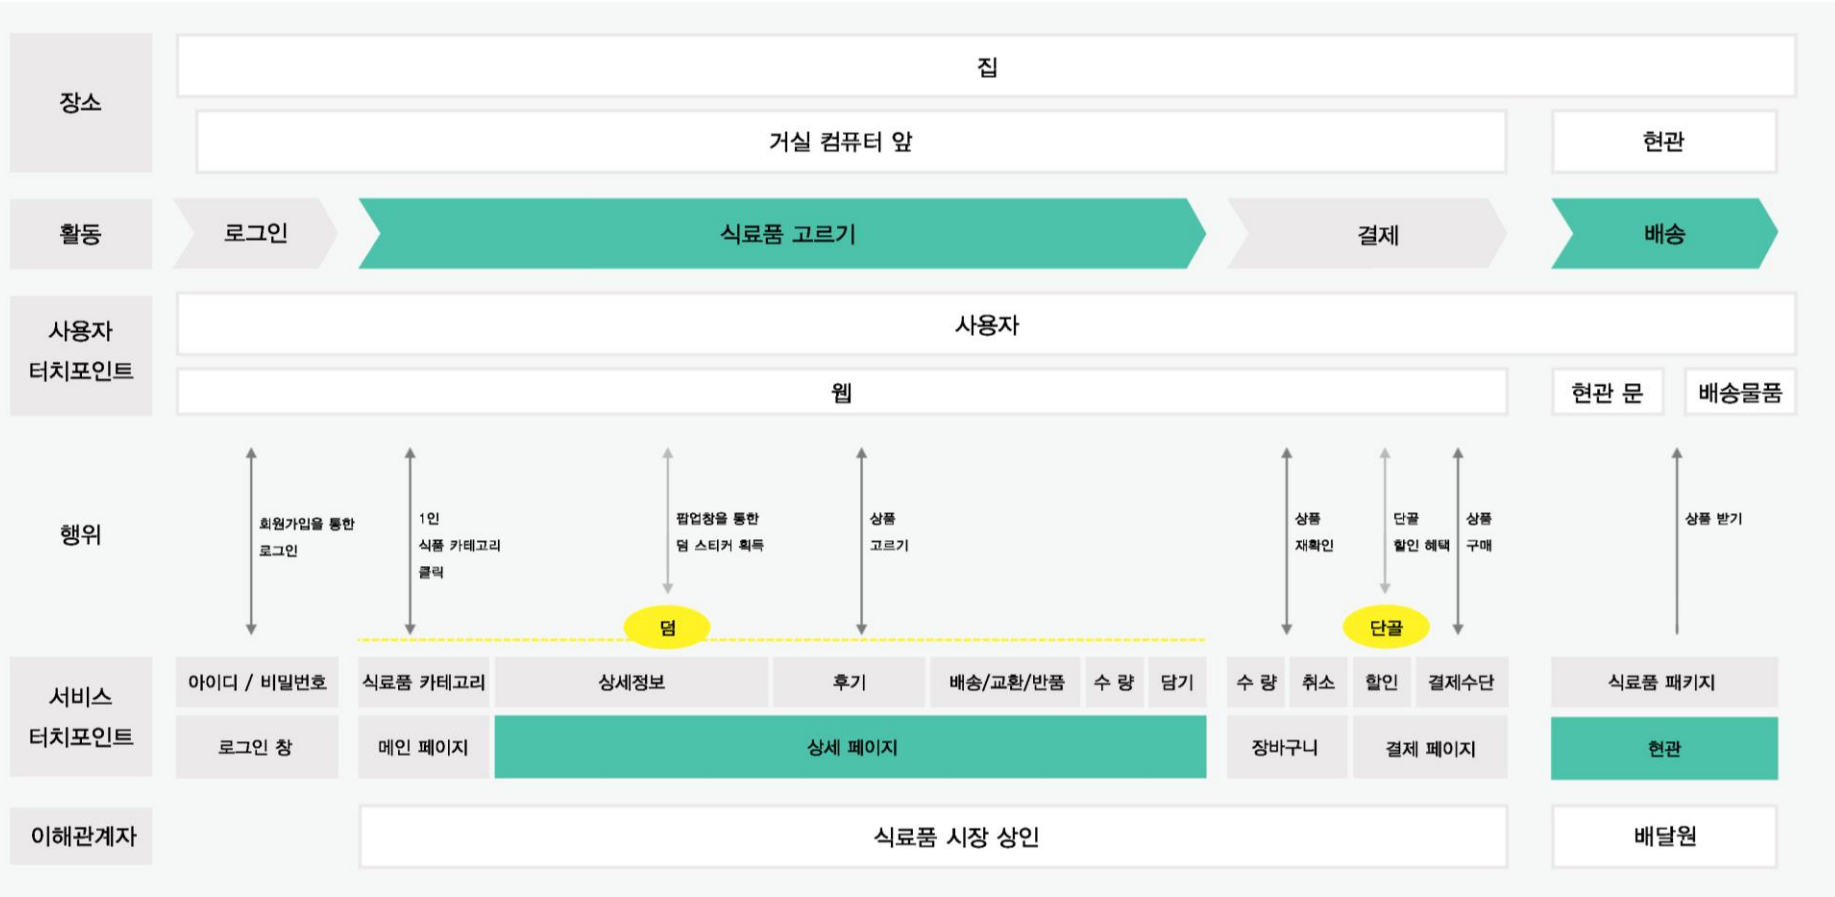 장소
집
거실 컴퓨터 앞
현관
활동
로그인
식료품 고르기
결제
배송
사용자
터치포인트
사용자
웹
현관 문
배송물품
행위
회원가입을 통한
로그인
1인
식품 카테고리
클릭
팝업창을 통한
덤 스티커 획득
상품
고르기
상품
재확인
단골
할인 혜택
상품
구매
상품 받기
덤
단골
서비스
터치포인트
아이디 / 비밀번호
식료품 카테고리
상세정보
후기
배송/교환/반품
수 량
담기
수 량
취소
할인
결제수단
식료품 패키지
로그인 창
메인 페이지
상세 페이지
장바구니
결제 페이지
현관
이해관계자
식료품 시장 상인
배달원